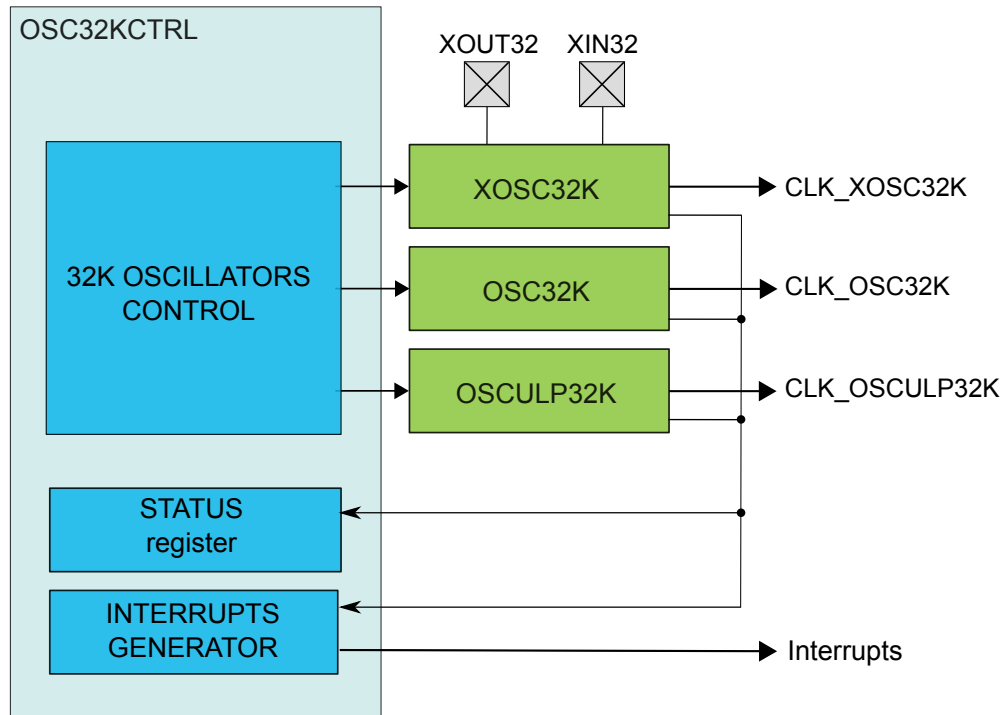 OSC32KCTRL
XOUT32
XIN32
XOSC32K
CLK_XOSC32K
32K OSCILLATORS
CONTROL
OSC32K
CLK_OSC32K
OSCULP32K
CLK_OSCULP32K
STATUS
register
INTERRUPTS
GENERATOR
Interrupts